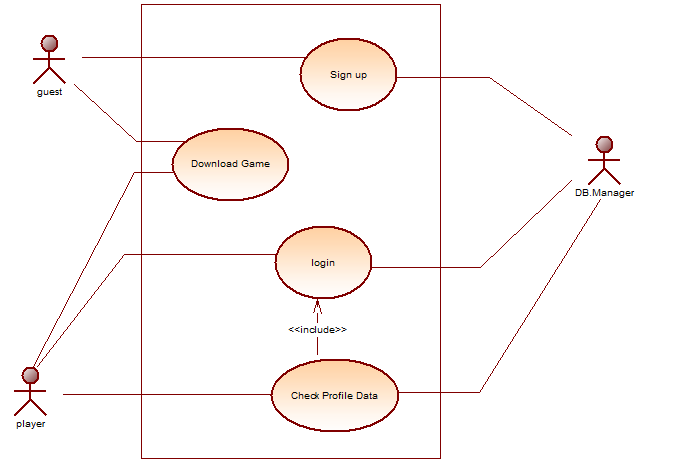 Sign up
guest
Download Game
DB.Manager
login
<<include>>
Check Profile Data
player